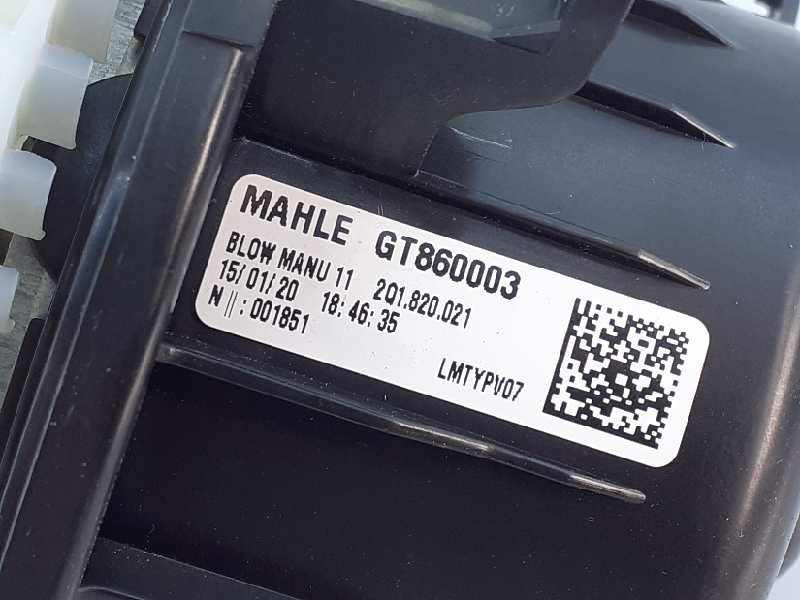 MAHLE GT860003
BLOW MANU 11 2Q1.820.021
15/01/20 18:46:35
N||: 001851
LMTYPV07